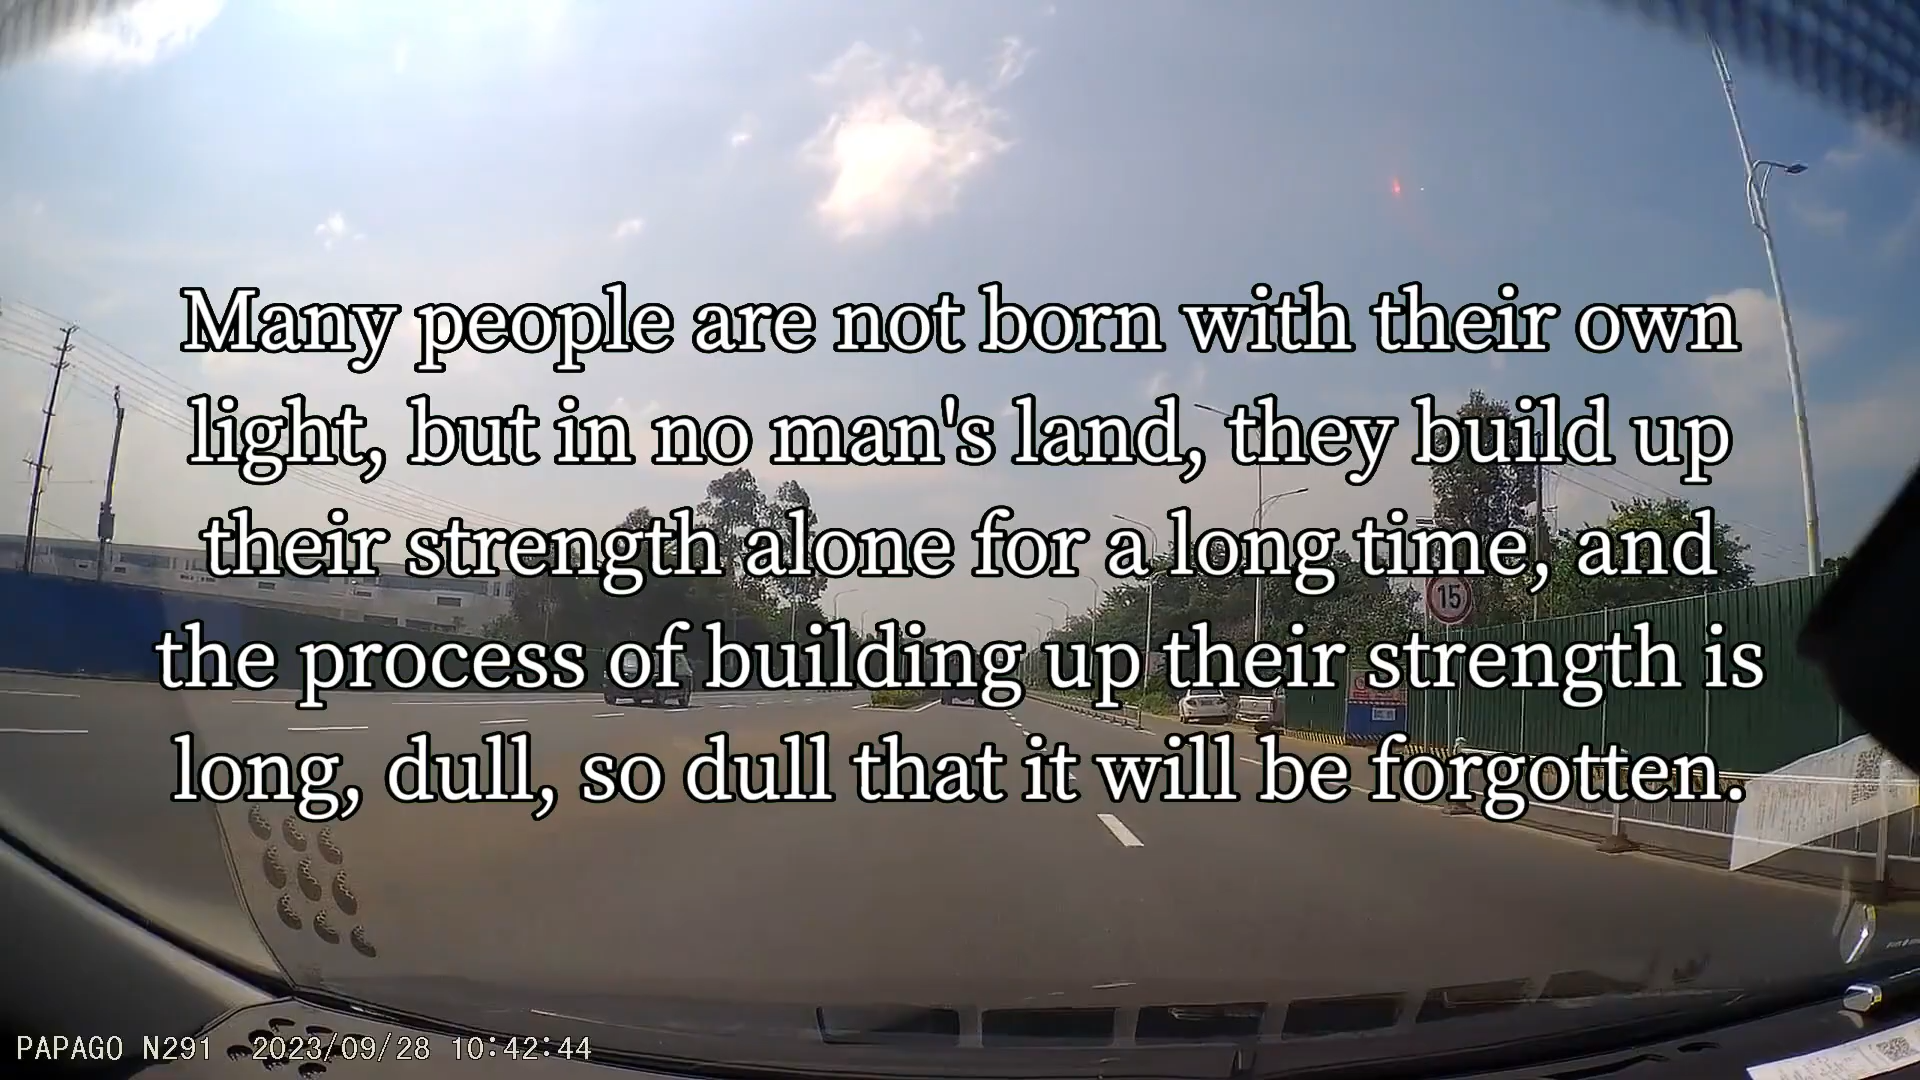 Many people are not born with their own
light, but in no man's land, they build up
their strength alone for a long time, and
15
the process of building up their strength is
long, dull, so dull that it will be forgotten.
PAPAGO N291 2023/09/28 10:42:44